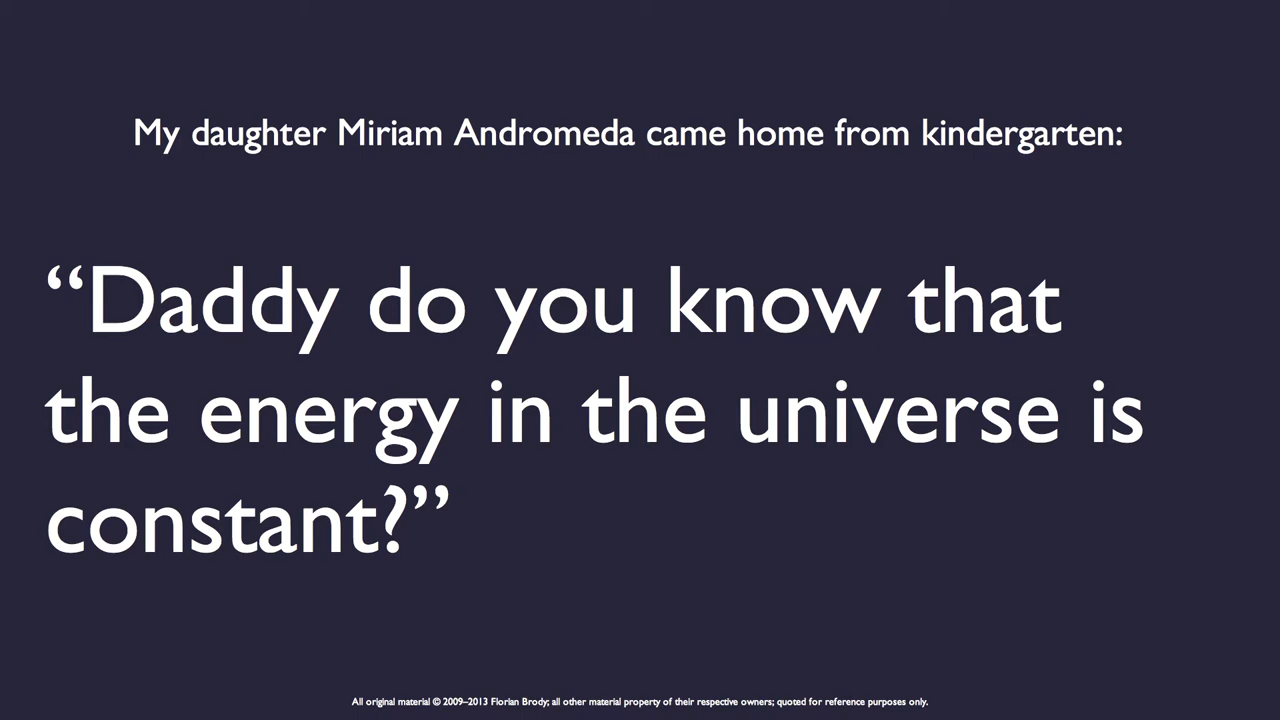 My daughter Miriam Andromeda came home from kindergarten:
“Daddy do you know that
the energy in the universe is
constant?”
All original material © 2009–2013 Florian Brody; all other material property of their respective owners; quoted for reference purposes only.